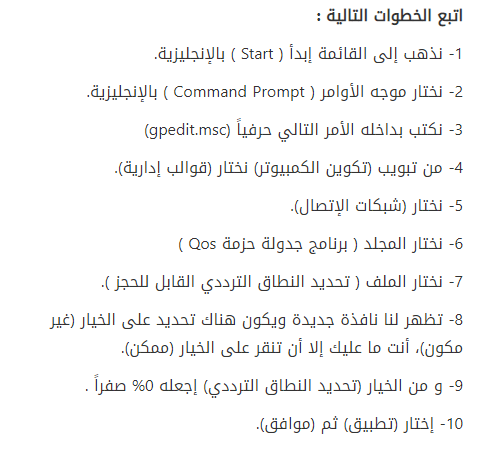 اتبع الخطوات التالية :
1- نذهب إلى القائمة إبدأ ( Start ) بالإنجليزية.
2- نختار موجه الأوامر ( Command Prompt ) بالإنجليزية.
3- نكتب بداخله الأمر التالي حرفياً (gpedit.msc)
4- من تبويب (تكوين الكمبيوتر) نختار (قوالب إدارية).
5- نختار (شبكات الإتصال).
6- نختار المجلد ( برنامج جدولة حزمة Qos )
7- نختار الملف ( تحديد النطاق الترددي القابل للحجز ).
8- تظهر لنا نافذة جديدة ويكون هناك تحديد على الخيار (غير
مكون)، أنت ما عليك إلا أن تنقر على الخيار (ممكن).
9- و من الخيار (تحديد النطاق الترددي) إجعله 0% صفراً .
10- إختار (تطبيق) ثم (موافق).